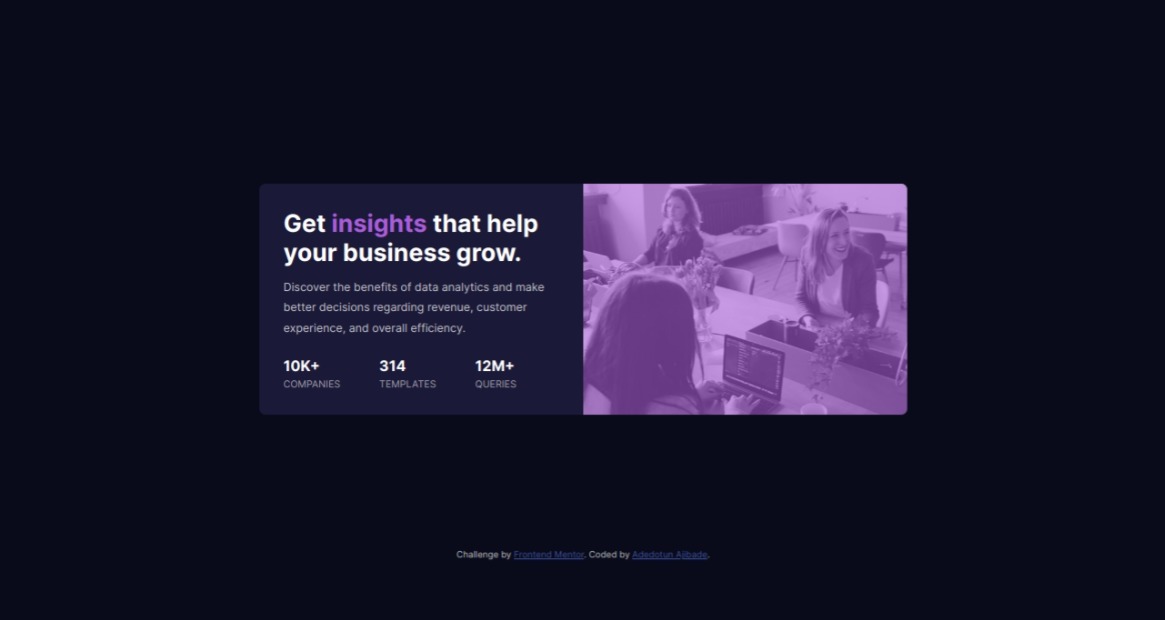 Get insights that help
your business grow.
Discover the benefits of data analytics and make
better decisions regarding revenue, customer
experience, and overall efficiency.
10K+ 314 12M+
COMPANIES TEMPLATES QUERIES
Challenge by Frontend Mentor. Coded by Adedotun Ajibade.